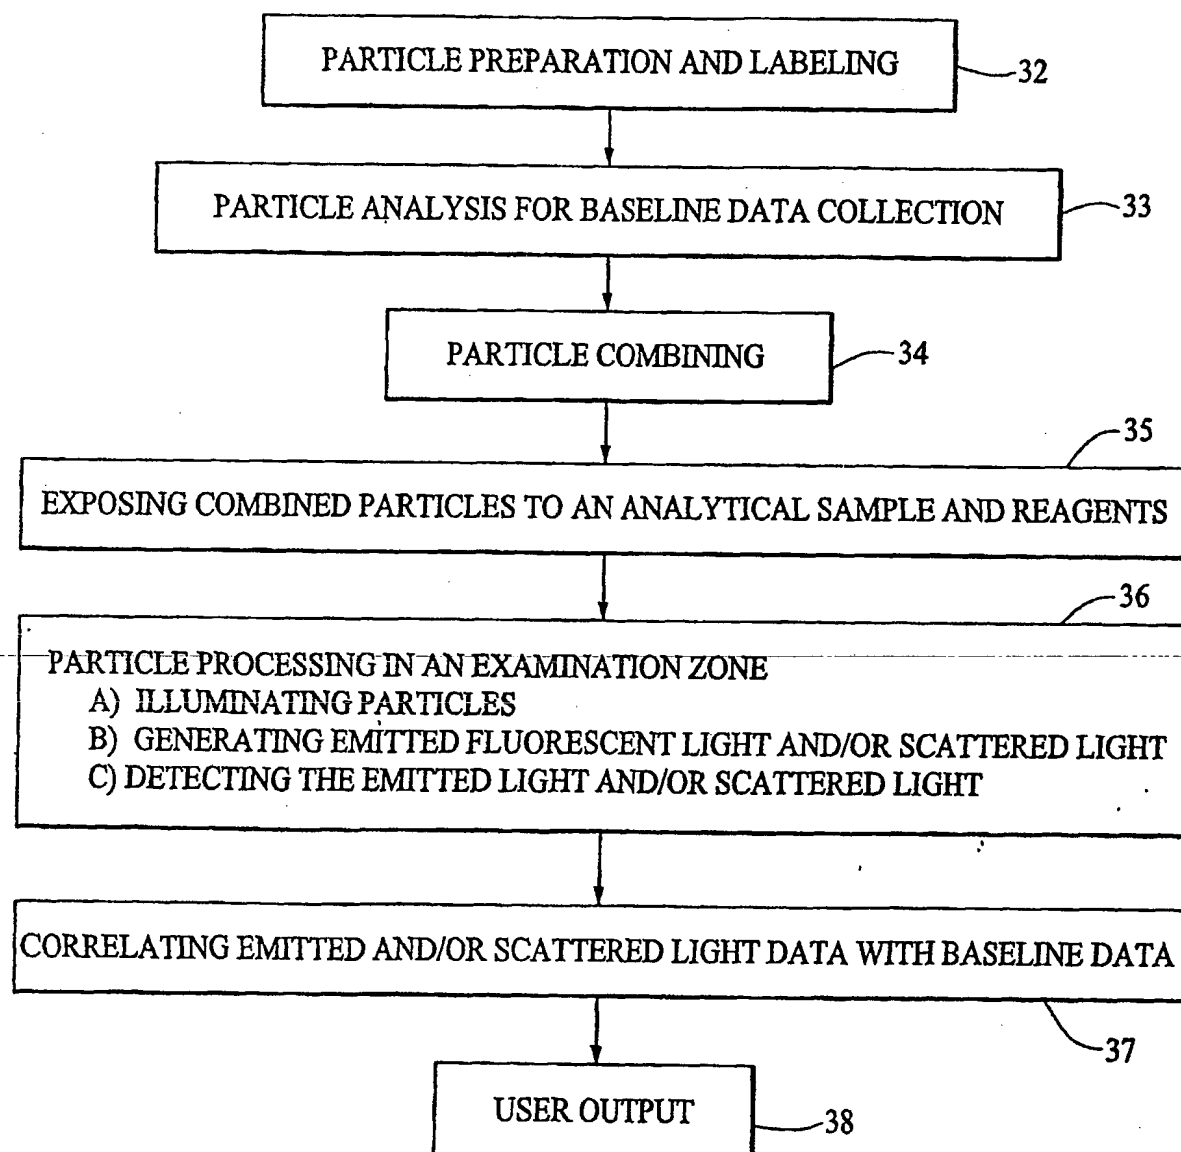 PARTICLE PREPARATION AND LABELING
32
PARTICLE ANALYSIS FOR BASELINE DATA COLLECTION
33
PARTICLE COMBINING
34
35
EXPOSING COMBINED PARTICLES TO AN ANALYTICAL SAMPLE AND REAGENTS
36
PARTICLE PROCESSING IN AN EXAMINATION ZONE
A) ILLUMINATING PARTICLES
B) GENERATING EMITTED FLUORESCENT LIGHT AND/OR SCATTERED LIGHT
C) DETECTING THE EMITTED LIGHT AND/OR SCATTERED LIGHT
CORRELATING EMITTED AND/OR SCATTERED LIGHT DATA WITH BASELINE DATA
37
USER OUTPUT
38